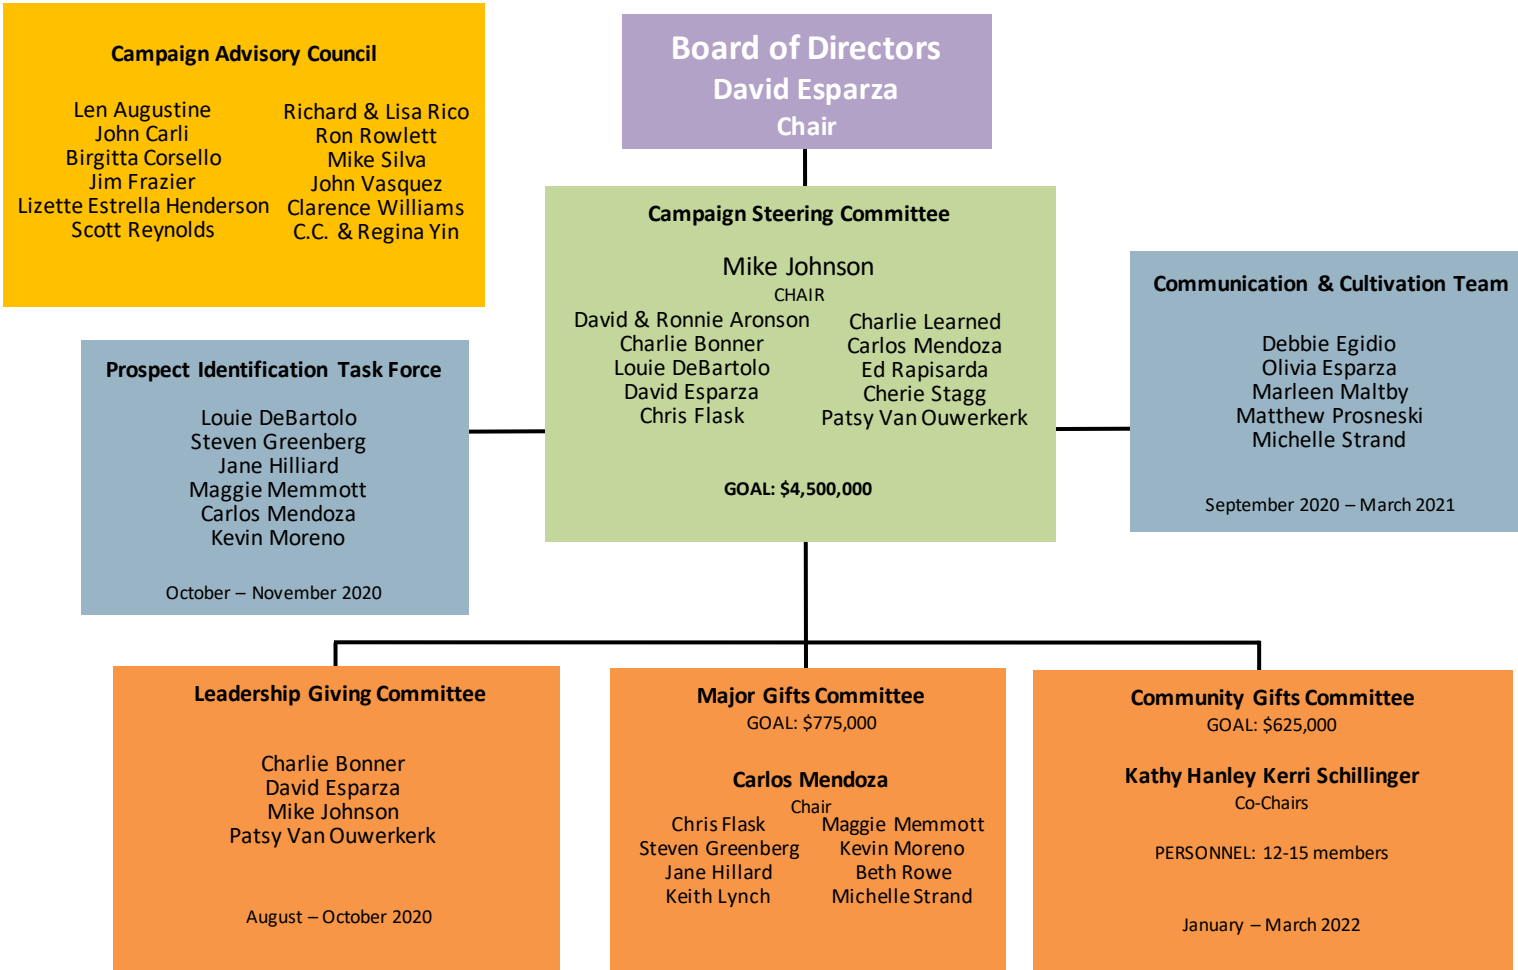 Campaign Advisory Council
Len Augustine
John Carli
Birgitta Corsello
Jim Frazier
Lizette Estrella Henderson
Scott Reynolds
Richard & Lisa Rico
Ron Rowlett
Mike Silva
John Vasquez
Clarence Williams
C.C. & Regina Yin
Board of Directors
David Esparza
Chair
Campaign Steering Committee
Mike Johnson
CHAIR
David & Ronnie Aronson
Charlie Bonner
Louie DeBartolo
David Esparza
Chris Flask
Charlie Learned
Carlos Mendoza
Ed Rapisarda
Cherie Stagg
Patsy Van Ouwerkerk
GOAL: $4,500,000
Communication & Cultivation Team
Debbie Egidio
Olivia Esparza
Marleen Maltby
Matthew Prosneski
Michelle Strand
September 2020 – March 2021
Prospect Identification Task Force
Louie DeBartolo
Steven Greenberg
Jane Hilliard
Maggie Memmott
Carlos Mendoza
Kevin Moreno
October – November 2020
Leadership Giving Committee
Charlie Bonner
David Esparza
Mike Johnson
Patsy Van Ouwerkerk
August – October 2020
Major Gifts Committee
GOAL: $775,000
Carlos Mendoza
Chair
Chris Flask
Steven Greenberg
Jane Hillard
Keith Lynch
Maggie Memmott
Kevin Moreno
Beth Rowe
Michelle Strand
Community Gifts Committee
GOAL: $625,000
Kathy Hanley Kerri Schillinger
Co-Chairs
PERSONNEL: 12-15 members
January – March 2022